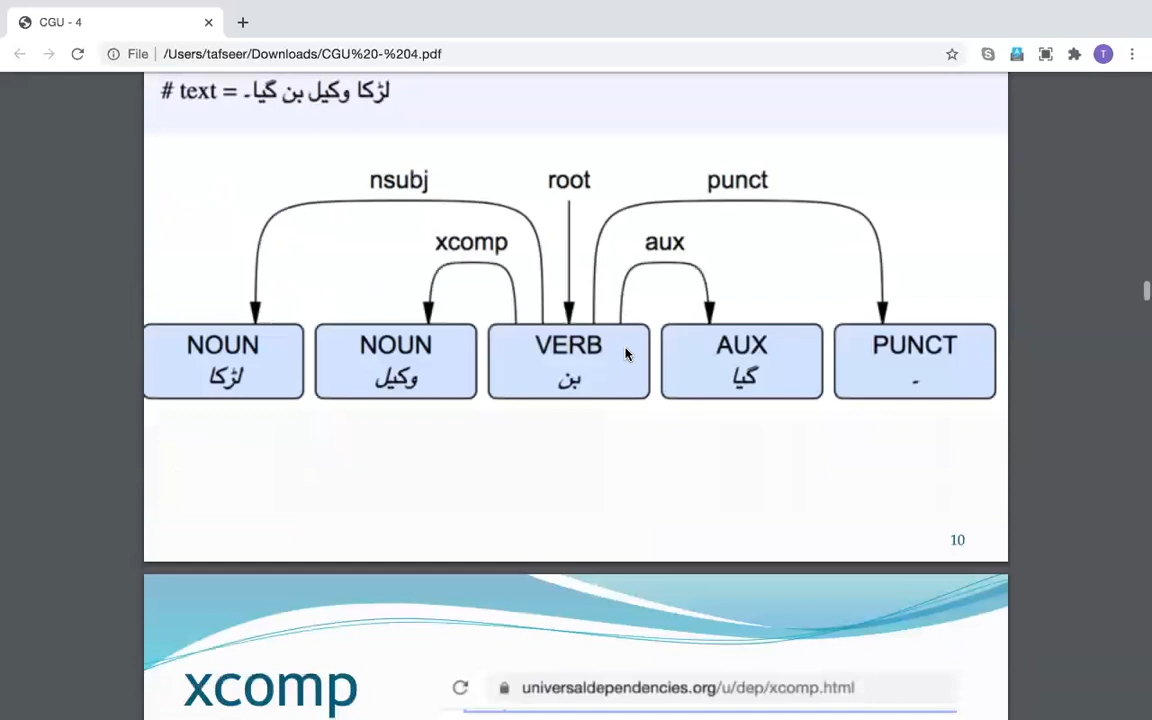 CGU - 4
File
/Users/tafseer/Downloads/CGU%20-%204.pdf
T
# text = لڑکا وکیل بن گیا۔
nsubj root punct
xcomp aux
NOUN NOUN VERB AUX PUNCT
لڑکا وکیل بن گیا ۔
10
xcomp
universaldependencies.org/u/dep/xcomp.html